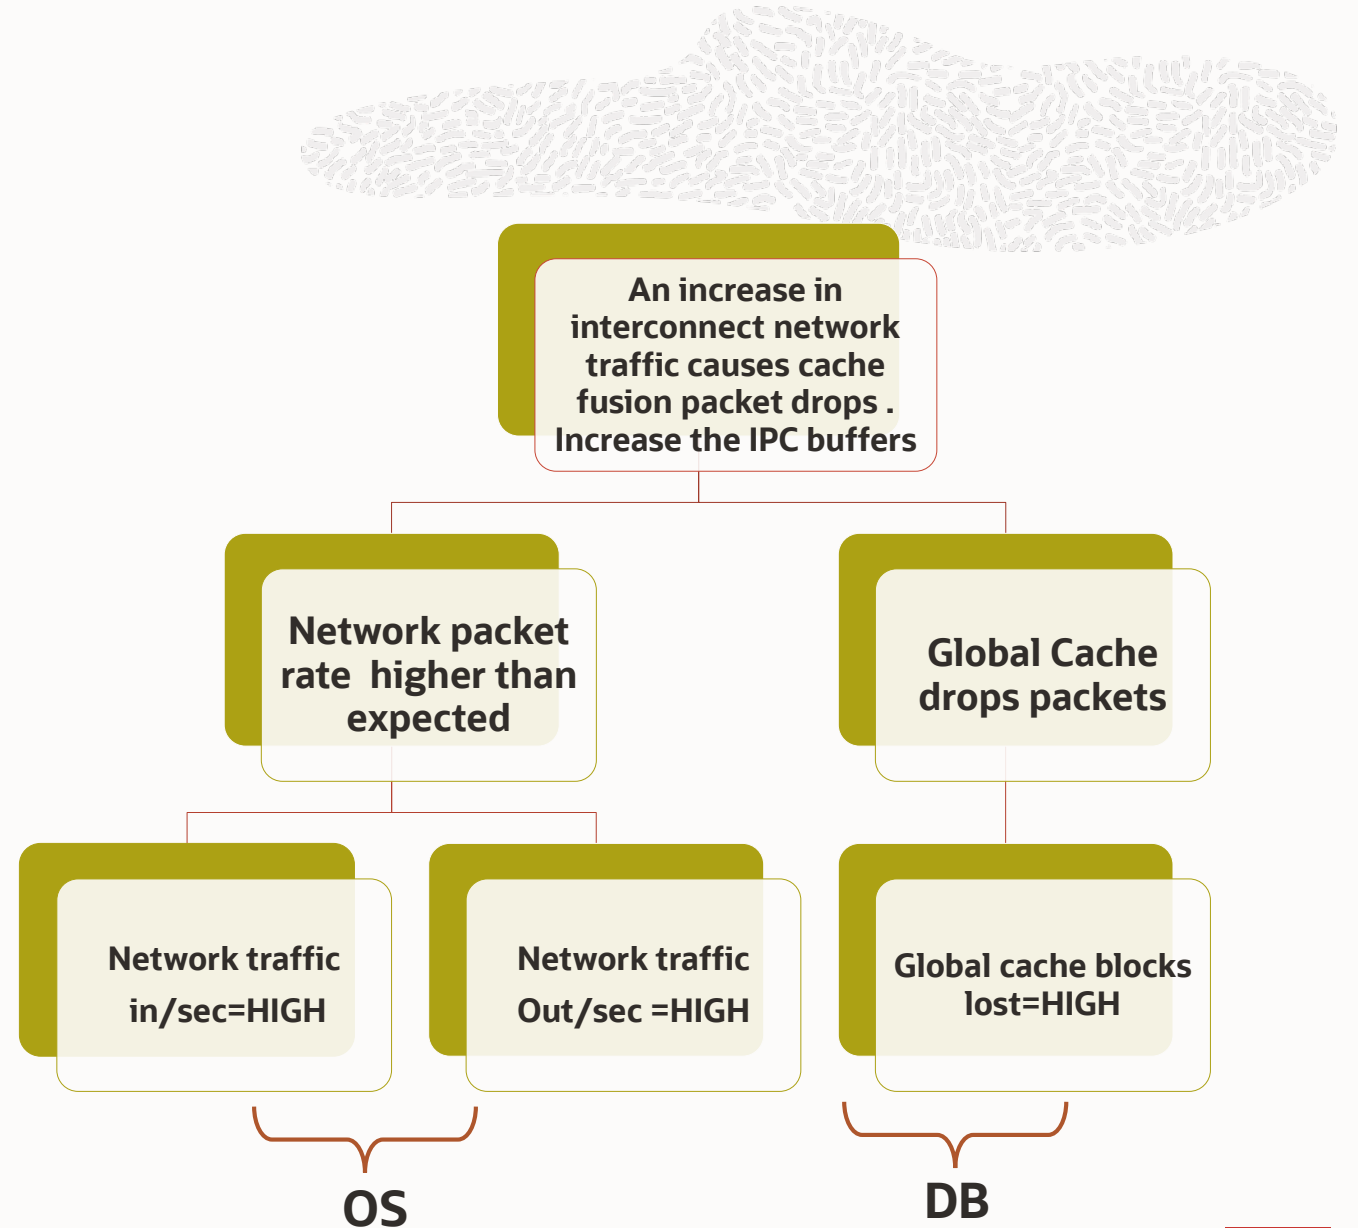 An increase in
interconnect network
traffic causes cache
fusion packet drops .
Increase the IPC buffers
Network packet
rate  higher than
expected
Global Cache
drops packets
Network traffic
in/sec=HIGH
Network traffic
Out/sec =HIGH
Global cache blocks
lost=HIGH
OS
DB